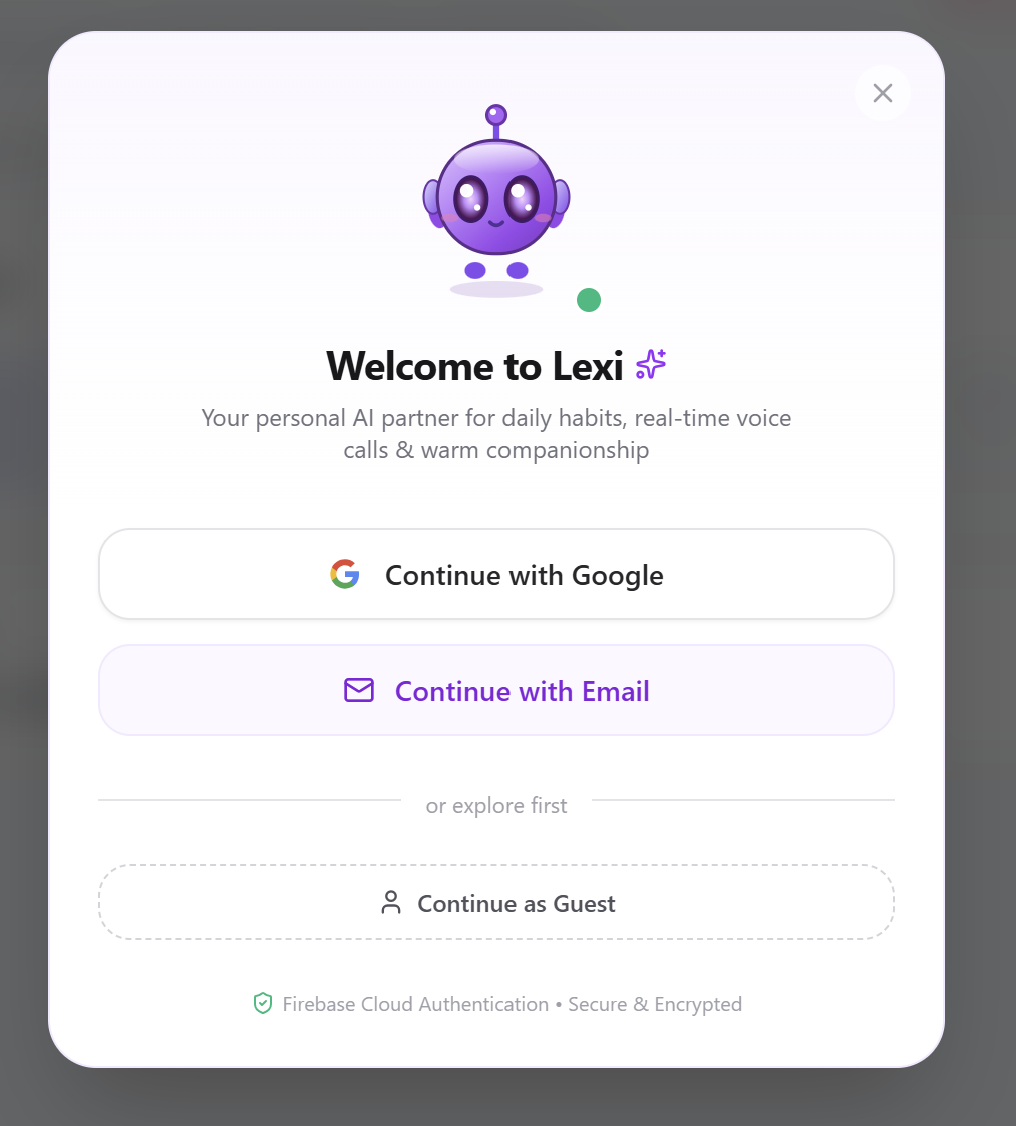 Welcome to Lexi
Your personal AI partner for daily habits, real-time voice
calls & warm companionship
Continue with Google
Continue with Email
or explore first
Continue as Guest
Firebase Cloud Authentication • Secure & Encrypted